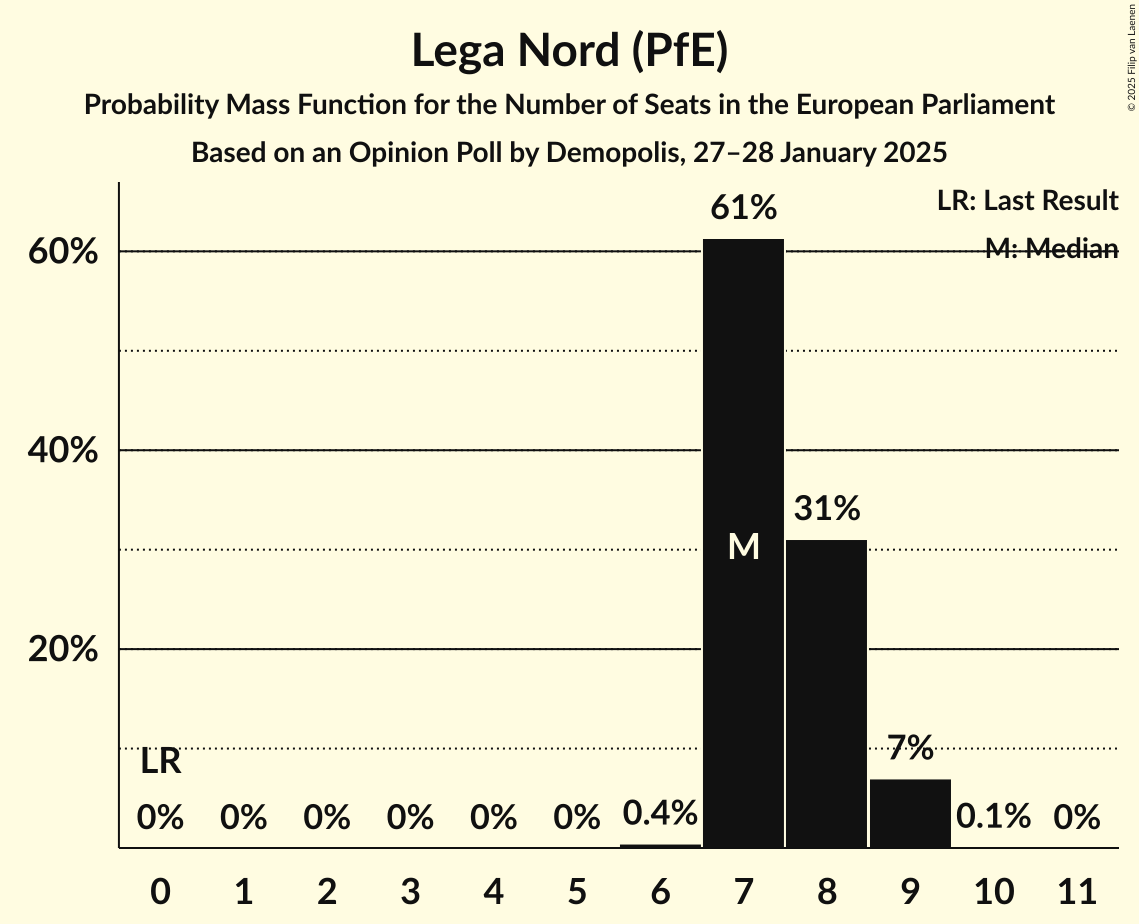 Lega Nord (PfE)
Probability Mass Function for the Number of Seats in the European Parliament
Based on an Opinion Poll by Demopolis, 27–28 January 2025
© 2025 Filip van Laenen
LR: Last Result
M: Median
60%
40%
20%
61%
31%
M
LR
7%
0% 0% 0% 0% 0% 0% 0.4% 0.1% 0%
0 1 2 3 4 5 6 7 8 9 10 11